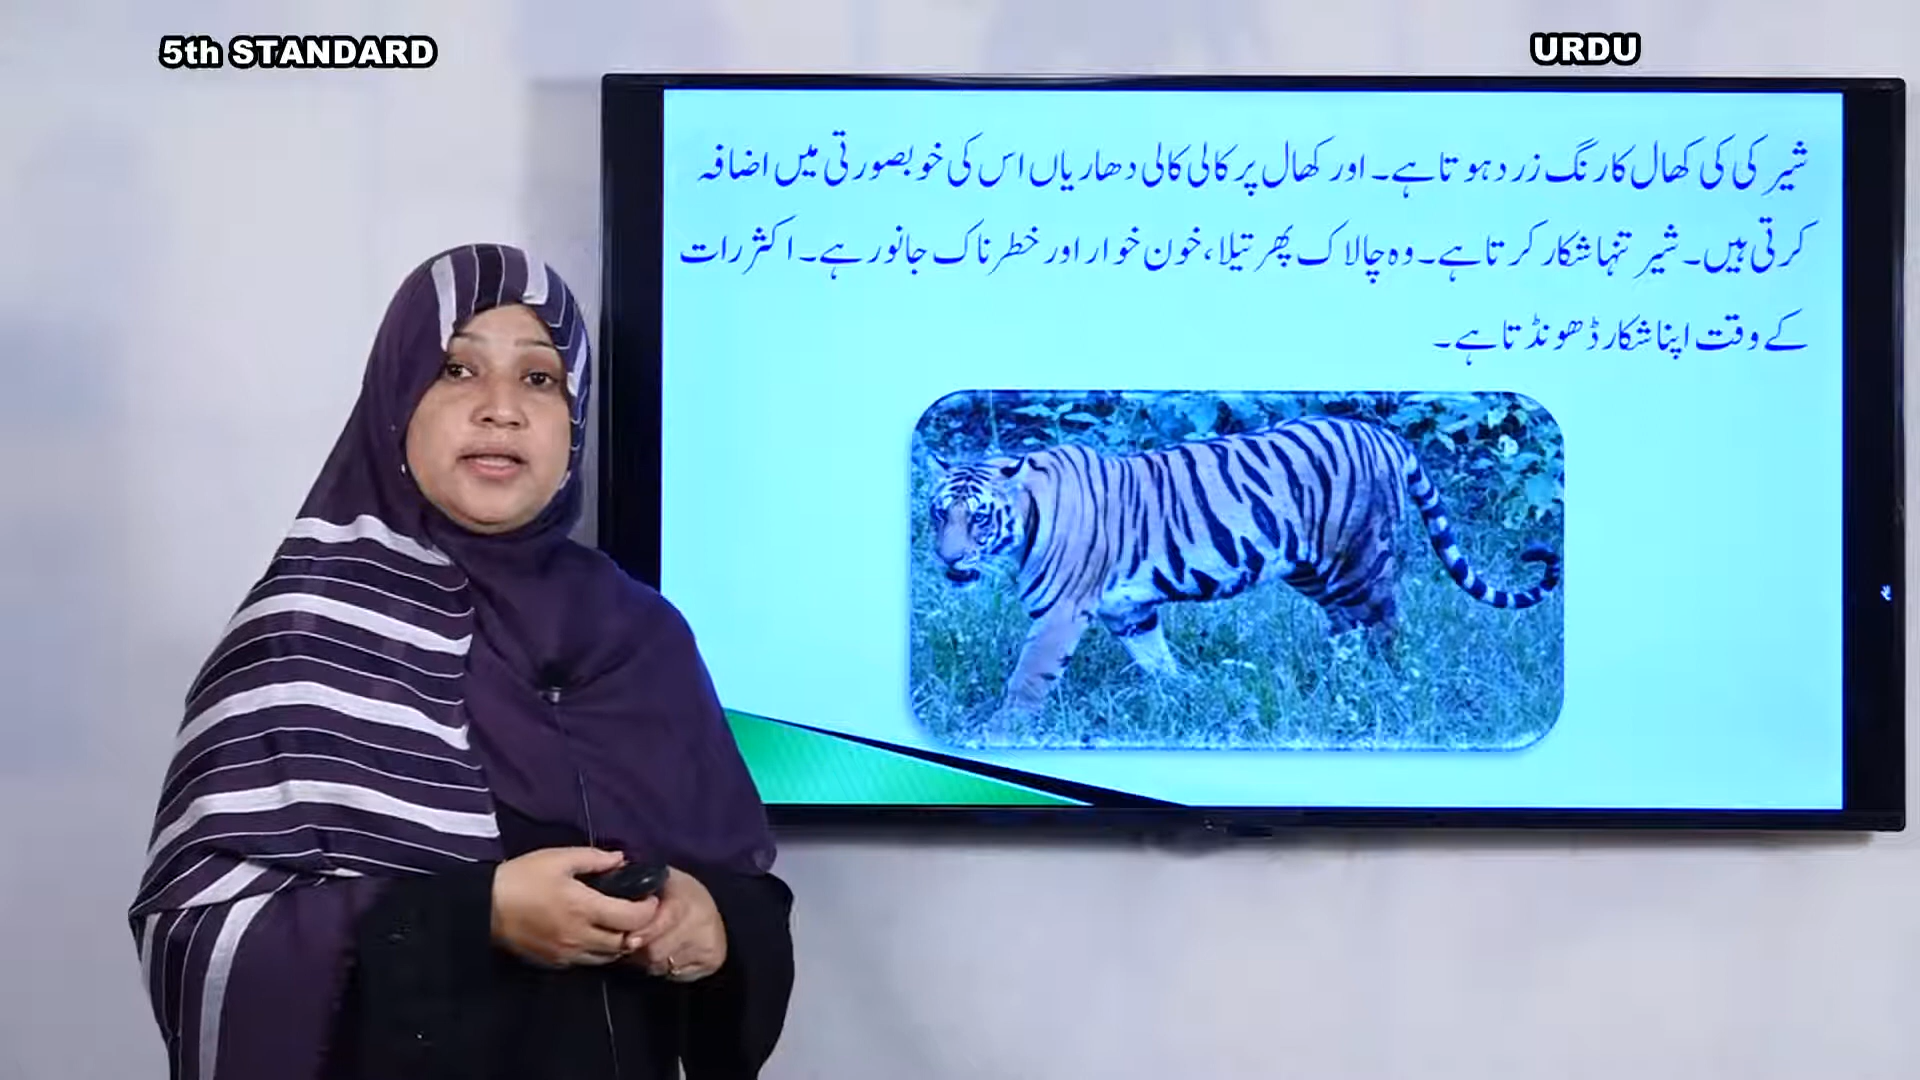 5th STANDARD
URDU
شیر کی کی کھال کا رنگ زرد ہوتا ہے۔ اور کھال پر کالی کالی دھاریاں اس کی خوبصورتی میں اضافہ
کرتی ہیں۔ شیر تنہا شکار کرتا ہے۔ وہ چالاک پھرتیلا، خون خوار اور خطرناک جانور ہے۔ اکثر رات
کے وقت اپنا شکار ڈھونڈتا ہے۔